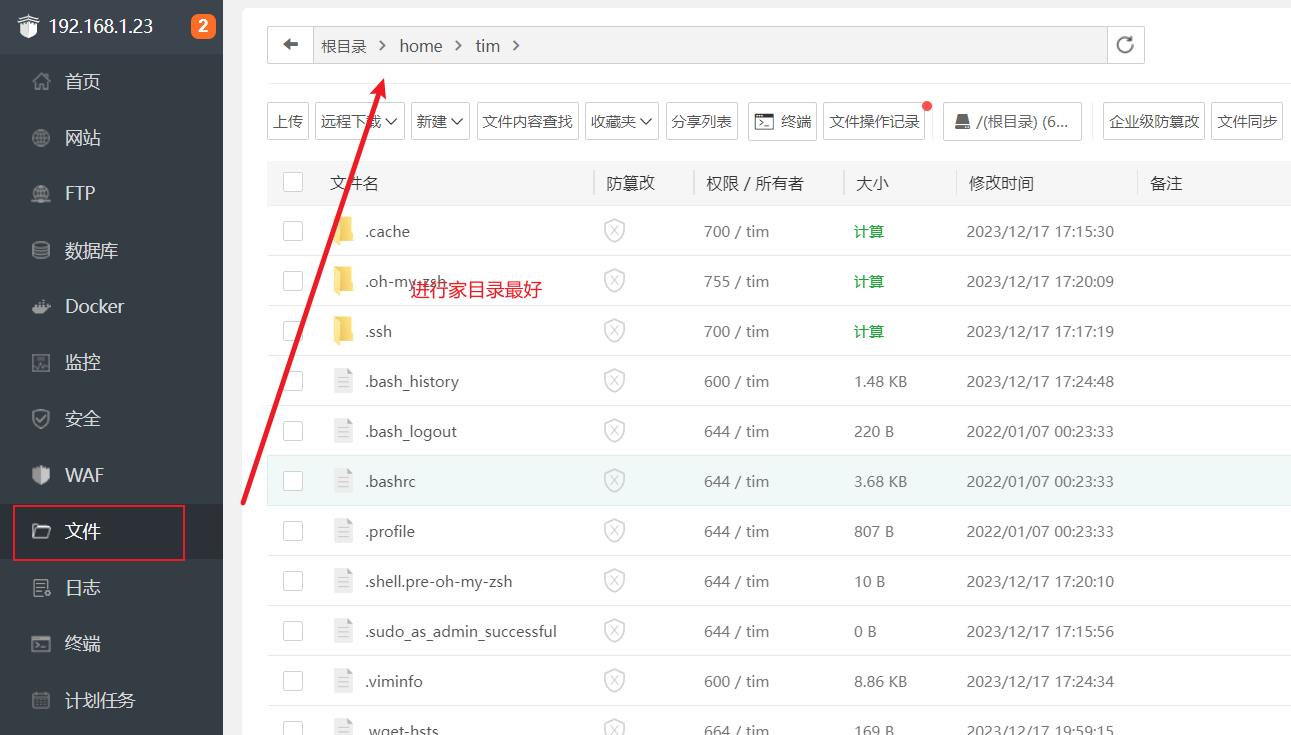 192.168.1.23 2
首页
网站
FTP
数据库
Docker
监控
安全
WAF
文件
日志
终端
计划任务
根目录 home tim
上传 远程下载 新建 文件内容查找 收藏夹 分享列表 终端 文件操作记录 /(根目录) (6... 企业级防篡改 文件同步
文件名 防篡改 权限 / 所有者 大小 修改时间 备注
.cache 700 / tim 计算 2023/12/17 17:15:30
.oh-my-zsh 755 / tim 计算 2023/12/17 17:20:09
进行家目录最好
.ssh 700 / tim 计算 2023/12/17 17:17:19
.bash_history 600 / tim 1.48 KB 2023/12/17 17:24:48
.bash_logout 644 / tim 220 B 2022/01/07 00:23:33
.bashrc 644 / tim 3.68 KB 2022/01/07 00:23:33
.profile 644 / tim 807 B 2022/01/07 00:23:33
.shell.pre-oh-my-zsh 644 / tim 10 B 2023/12/17 17:20:10
.sudo_as_admin_successful 644 / tim 0 B 2023/12/17 17:15:56
.viminfo 600 / tim 8.86 KB 2023/12/17 17:24:34
.wget-hsts 664 / tim 169 B 2023/12/17 19:59:15